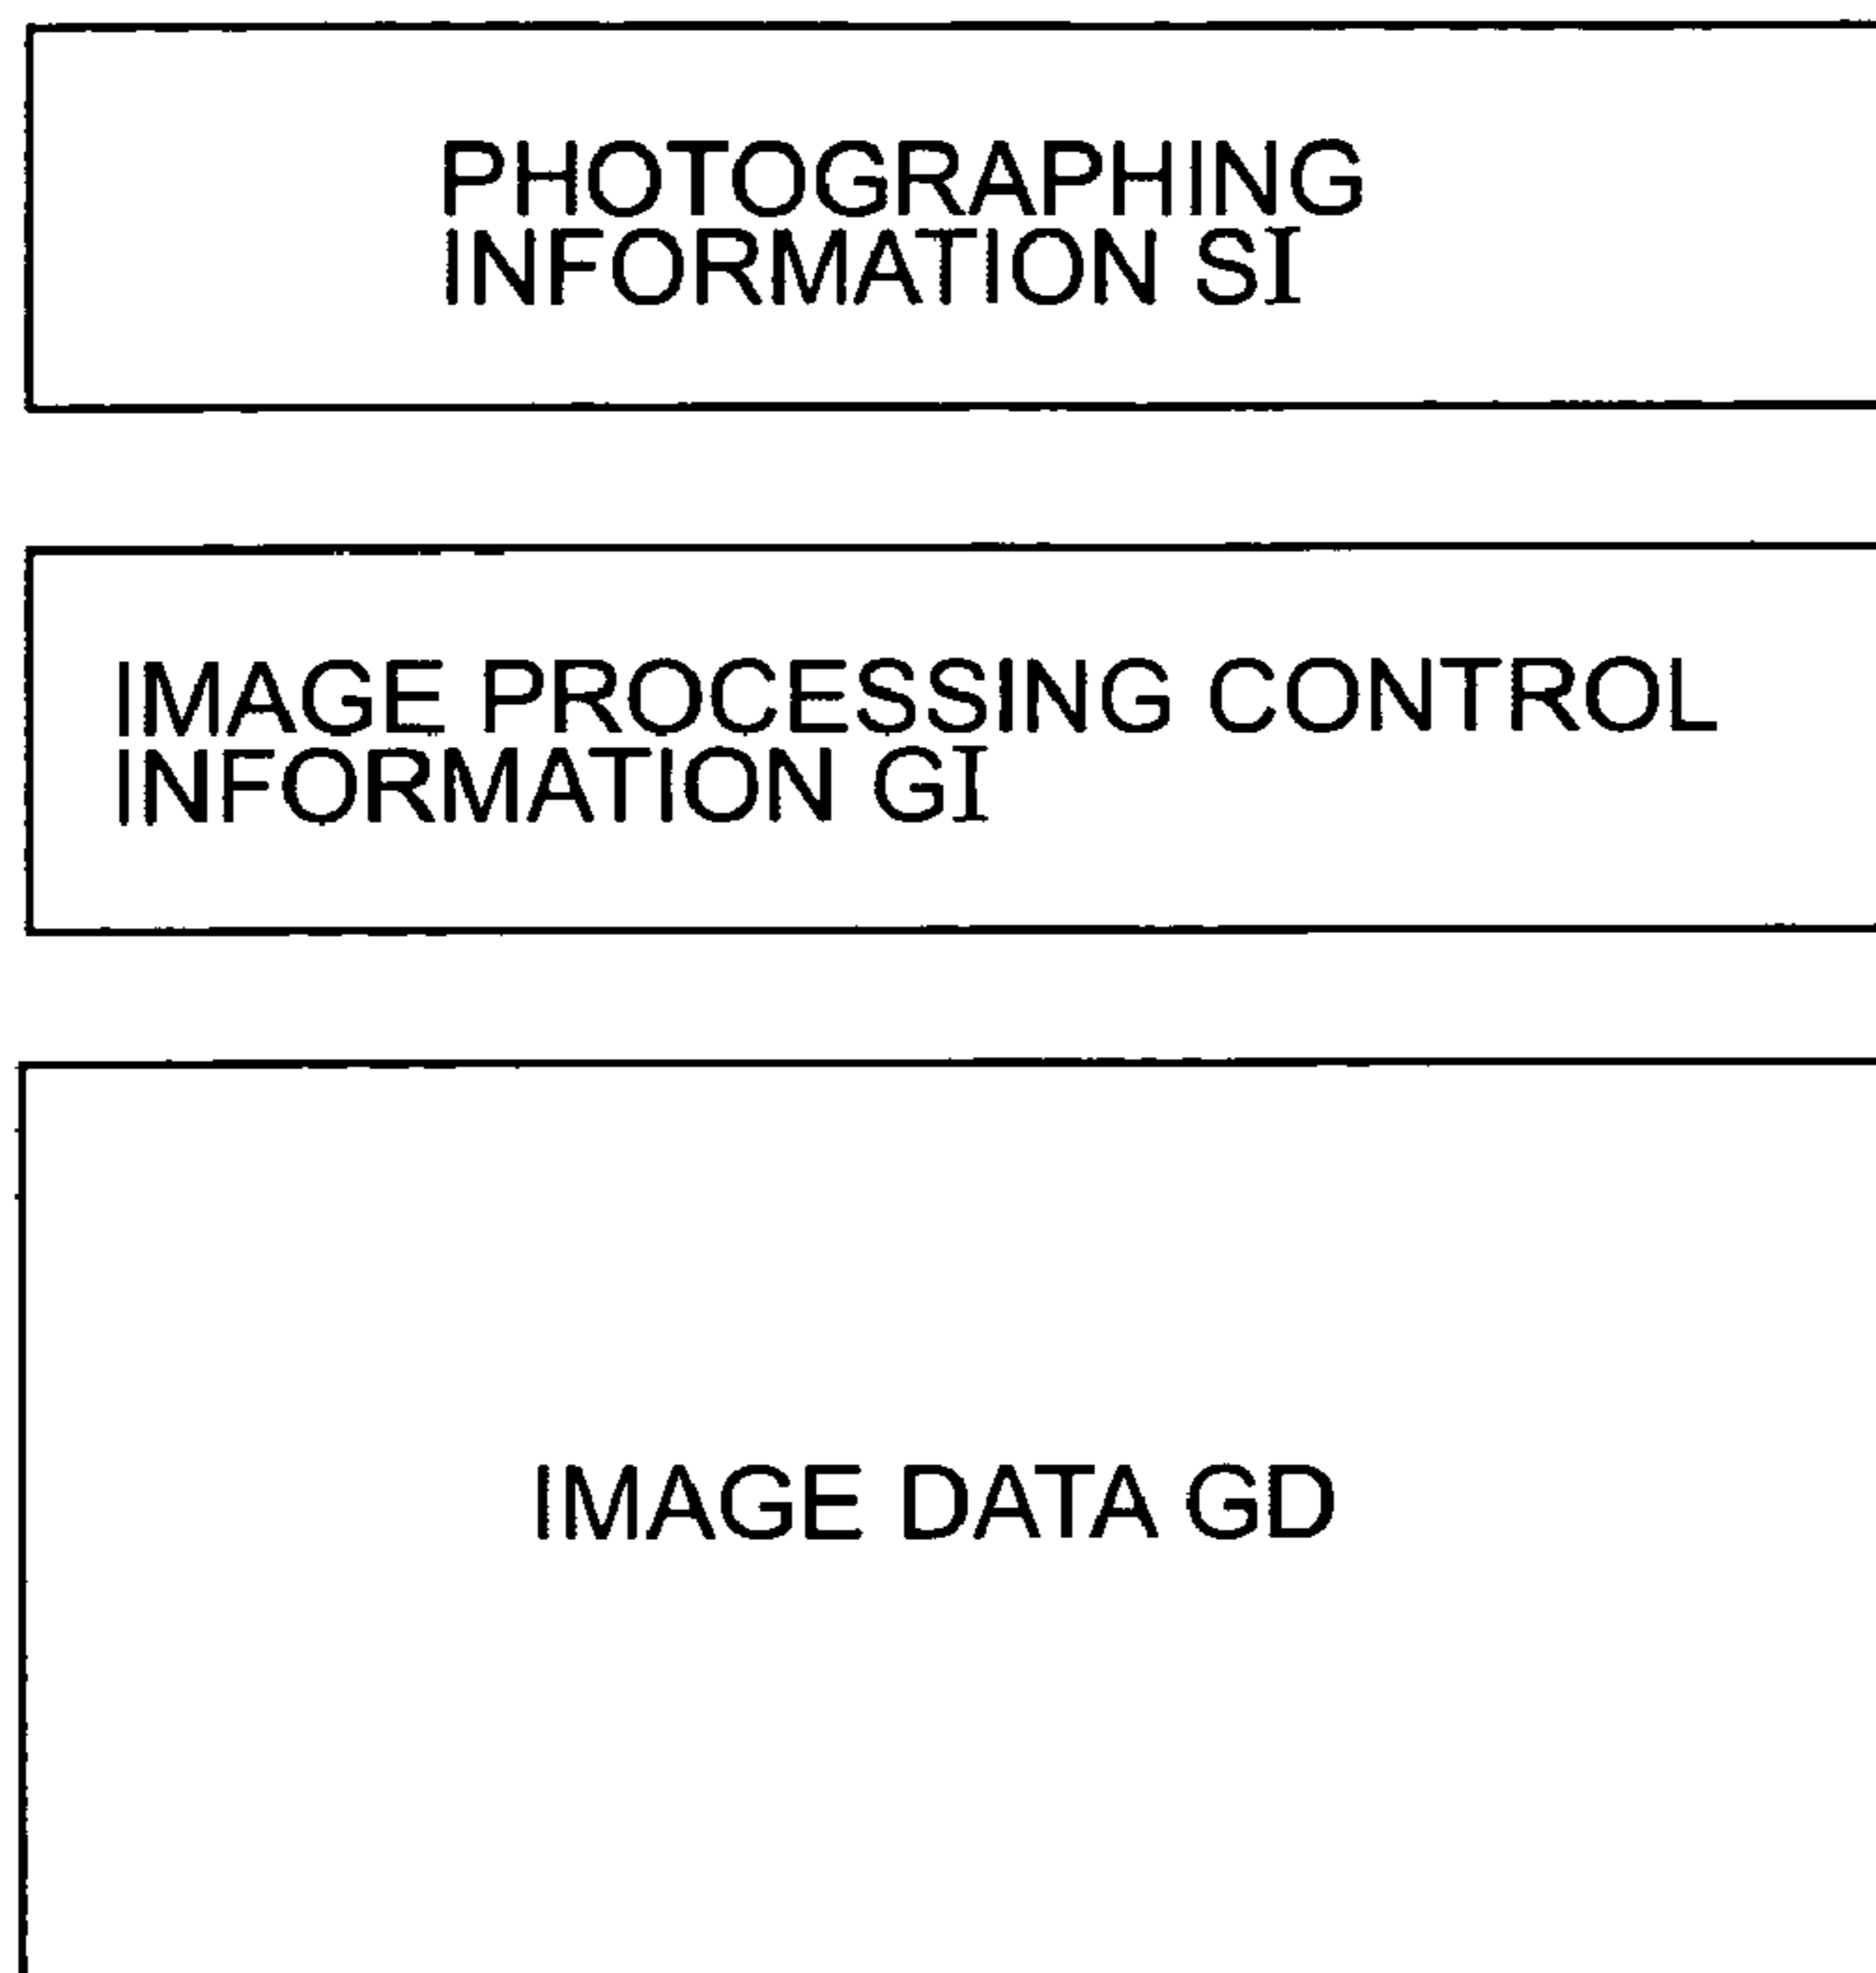 PHOTOGRAPHING
INFORMATION SI
IMAGE PROCESSING CONTROL
INFORMATION GI
IMAGE DATA GD